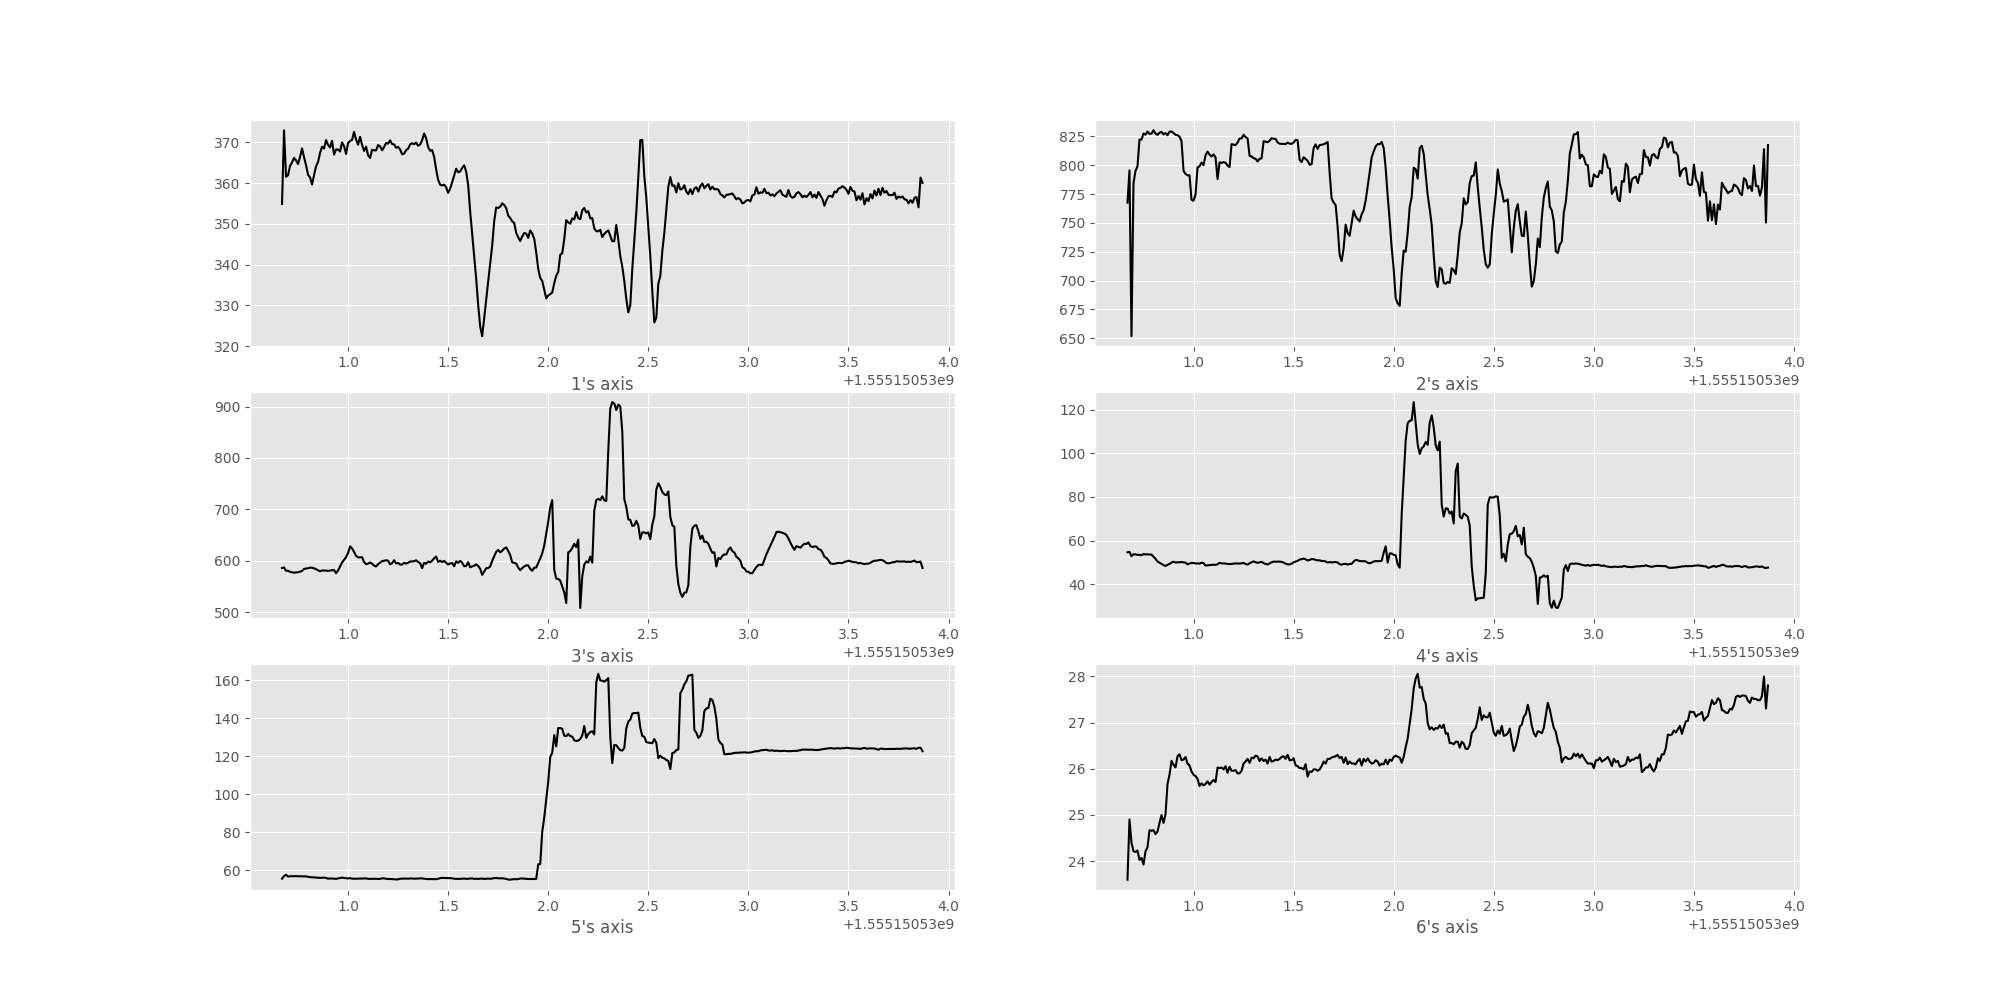 370
360
350
340
330
320
1.0 1.5 2.0 2.5 3.0 3.5 4.0
+1.55515053e9
1's axis
825
800
775
750
725
700
675
650
1.0 1.5 2.0 2.5 3.0 3.5 4.0
+1.55515053e9
2's axis
900
800
700
600
500
1.0 1.5 2.0 2.5 3.0 3.5 4.0
+1.55515053e9
3's axis
120
100
80
60
40
1.0 1.5 2.0 2.5 3.0 3.5 4.0
+1.55515053e9
4's axis
160
140
120
100
80
60
1.0 1.5 2.0 2.5 3.0 3.5 4.0
+1.55515053e9
5's axis
28
27
26
25
24
1.0 1.5 2.0 2.5 3.0 3.5 4.0
+1.55515053e9
6's axis